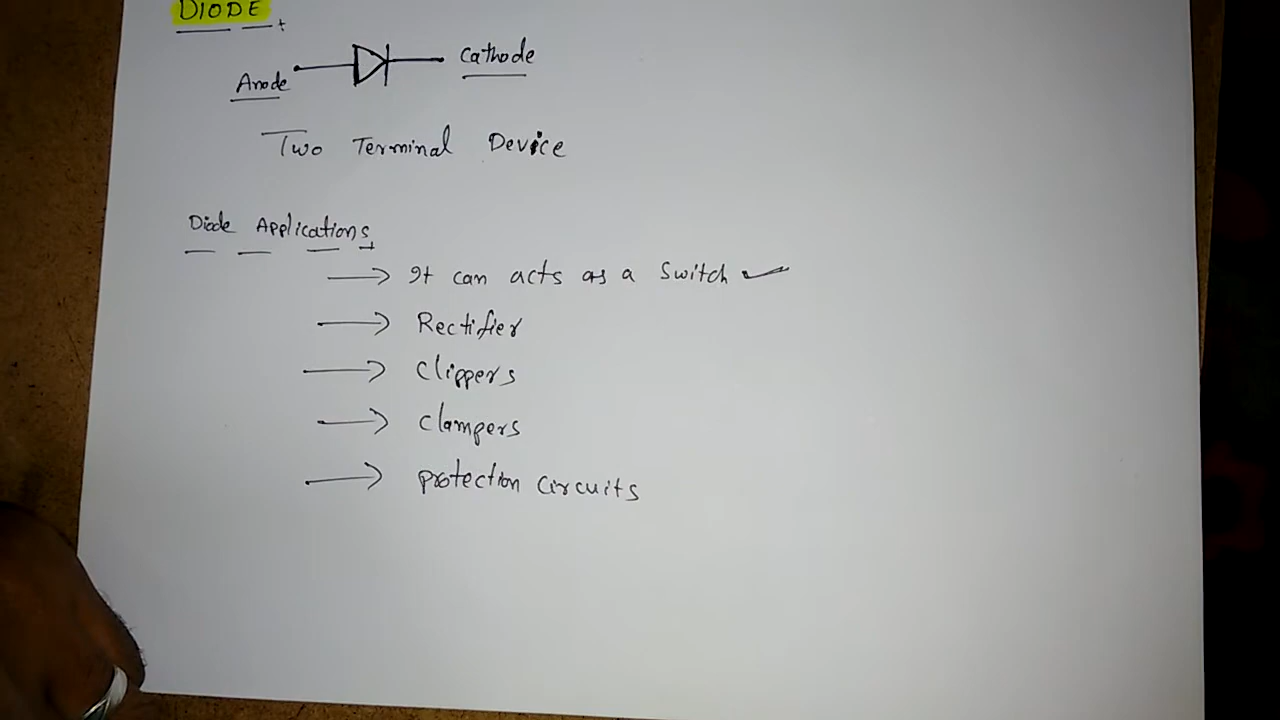 DIODE
Anode Cathode
Two Terminal Device
Diode Applications
→ It can acts as a Switch ✓
→ Rectifier
→ Clippers
→ Clampers
→ protection circuits